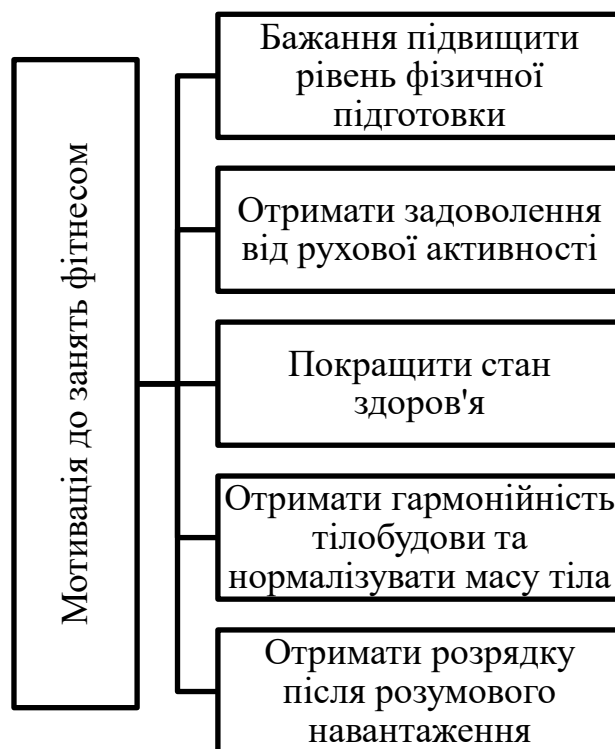 Мотивація до занять фітнесом
Бажання підвищити
рівень фізичної
підготовки
Отримати задоволення
від рухової активності
Покращити стан
здоров'я
Отримати гармонійність
тілобудови та
нормалізувати масу тіла
Отримати розрядку
після розумового
навантаження